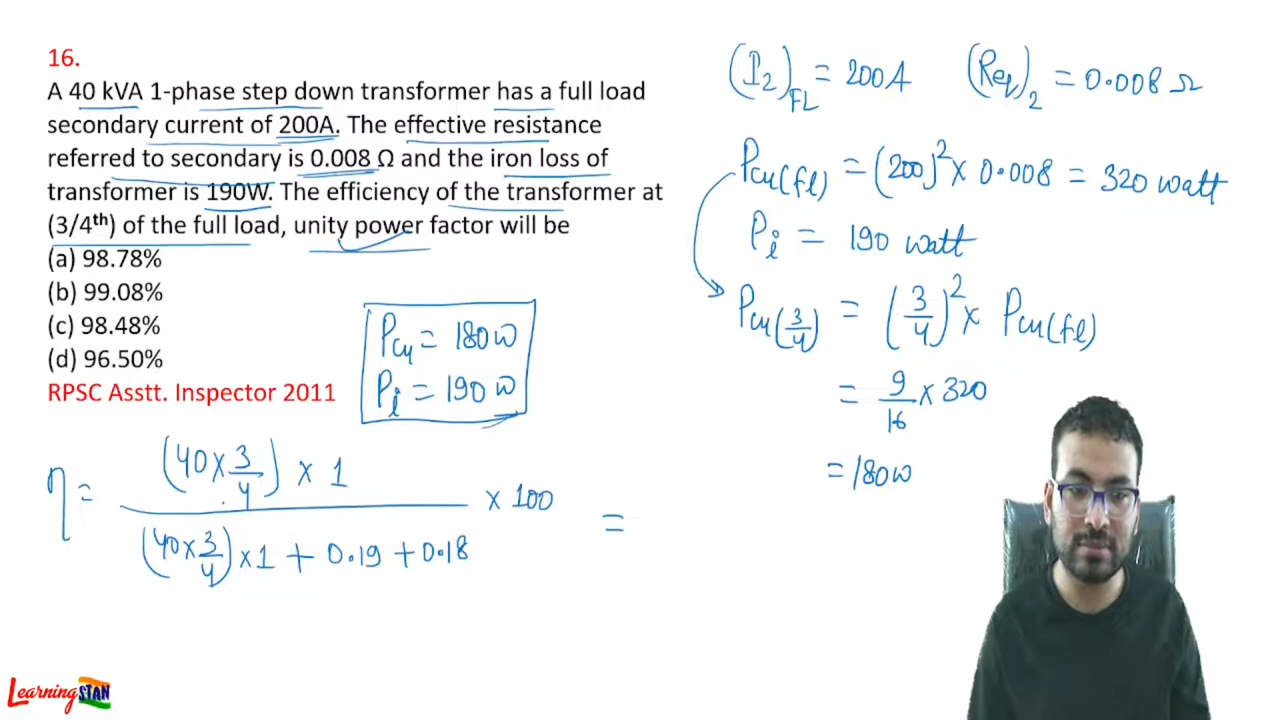 16.
A 40 kVA 1-phase step down transformer has a full load
secondary current of 200A. The effective resistance
referred to secondary is 0.008 Ω and the iron loss of
transformer is 190W. The efficiency of the transformer at
(3/4ᵗʰ) of the full load, unity power factor will be
(a) 98.78%
(b) 99.08%
(c) 98.48%
(d) 96.50%
RPSC Asstt. Inspector 2011
Pcu = 180w
Pi = 190 w
η = (40×3/4) × 1 / (40×3/4)×1 + 0.19 + 0.18 × 100 =
(I₂)FL = 200A (Req)₂ = 0.008 Ω
Pcu(fl) = (200)² × 0.008 = 320 watt
Pi = 190 watt
Pcu(3/4) = (3/4)² × Pcu(fl)
= 9/16 × 320
= 180w
LearningSTAN